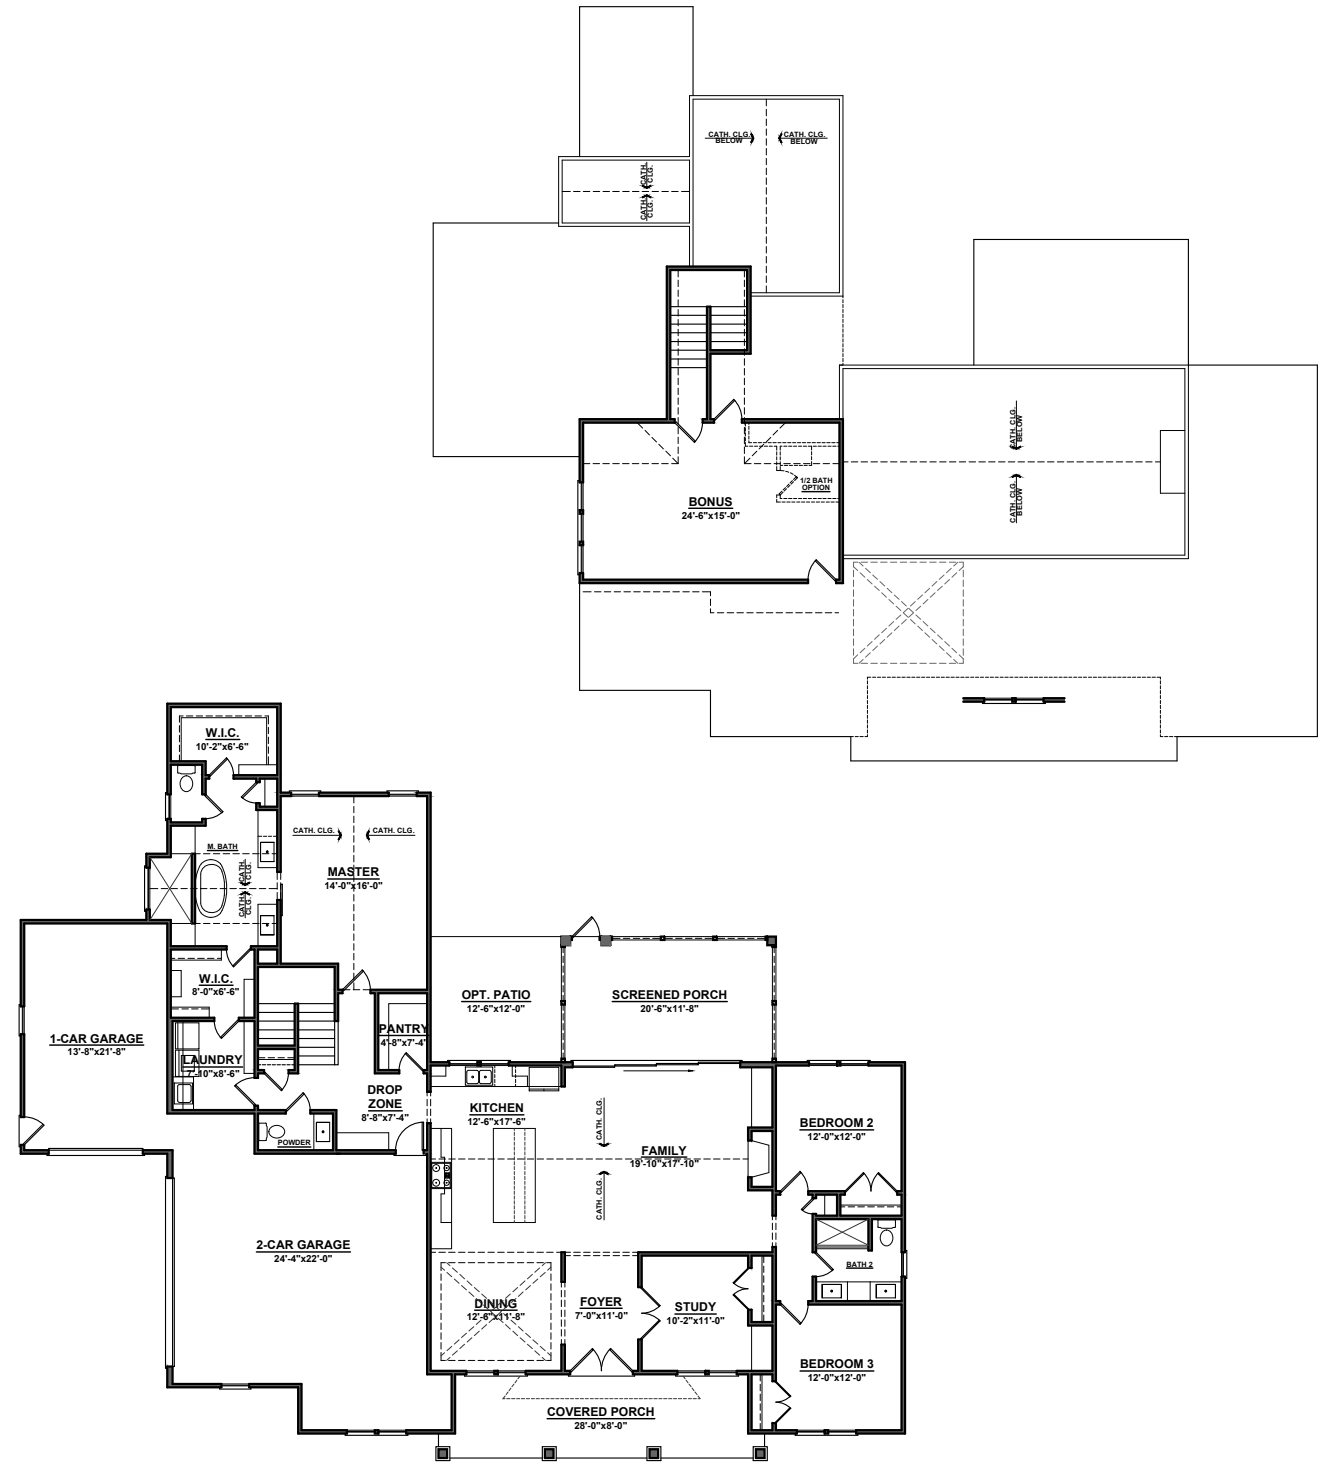 CATH. CLG.
BELOW
CATH. CLG.
BELOW
CATH.
CLG.
CATH.
CLG.
CATH. CLG.
BELOW
CATH. CLG.
BELOW
1/2 BATH
OPTION
BONUS
24'-6"x15'-0"
W.I.C.
10'-2"x6'-6"
CATH. CLG.
CATH. CLG.
M. BATH
CATH.
CLG.
CATH.
CLG.
MASTER
14'-0"x16'-0"
W.I.C.
8'-0"x6'-6"
OPT. PATIO
12'-6"x12'-0"
SCREENED PORCH
20'-6"x11'-8"
1-CAR GARAGE
13'-8"x21'-8"
PANTRY
4'-8"x7'-4"
LAUNDRY
7'-10"x8'-6"
DROP
ZONE
8'-8"x7'-4"
KITCHEN
12'-6"x17'-6"
CATH. CLG.
CATH. CLG.
BEDROOM 2
12'-0"x12'-0"
POWDER
FAMILY
19'-10"x17'-10"
2-CAR GARAGE
24'-4"x22'-0"
BATH 2
DINING
12'-6"x11'-8"
FOYER
7'-0"x11'-0"
STUDY
10'-2"x11'-0"
BEDROOM 3
12'-0"x12'-0"
COVERED PORCH
28'-0"x8'-0"